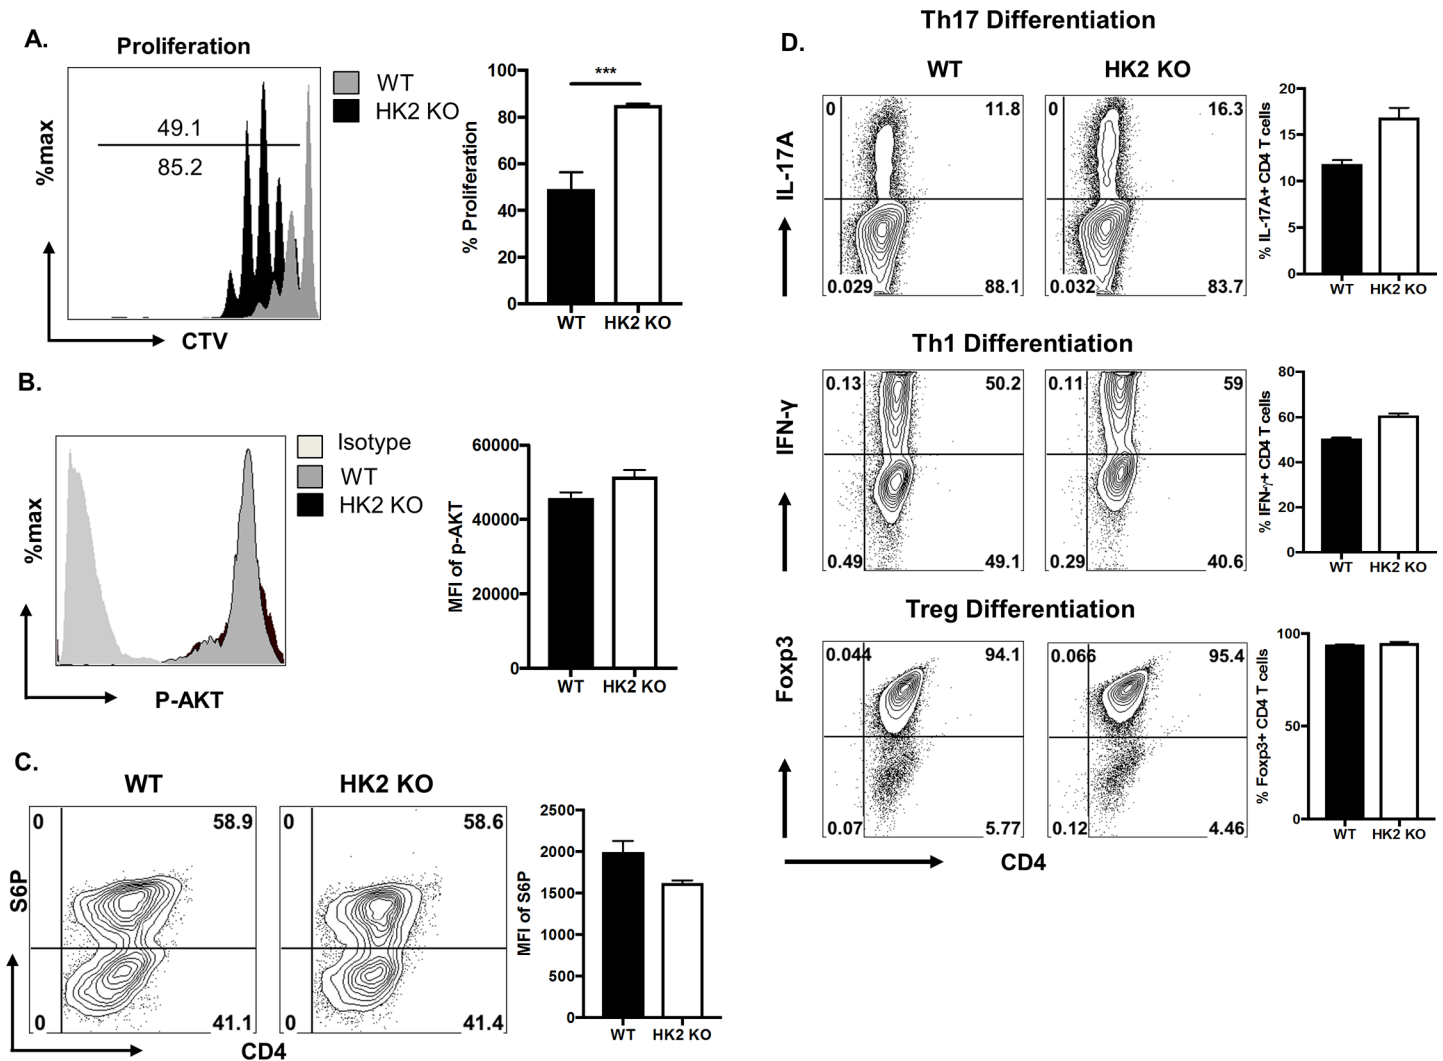 A.
Proliferation
WT
HK2 KO
49.1
85.2
%max
CTV
***
% Proliferation
100
80
60
40
20
0
WT
HK2 KO
B.
Isotype
WT
HK2 KO
%max
P-AKT
MFI of p-AKT
60000
40000
20000
0
WT
HK2 KO
C.
WT
HK2 KO
0
58.9
0
41.1
0
58.6
0
41.4
S6P
CD4
MFI of S6P
2500
2000
1500
1000
500
0
WT
HK2 KO
D.
Th17 Differentiation
WT
HK2 KO
IL-17A
0
11.8
0.029
88.1
0
16.3
0.032
83.7
% IL-17A+ CD4 T cells
20
15
10
5
0
WT
HK2 KO
Th1 Differentiation
IFN-γ
0.13
50.2
0.49
49.1
0.11
59
0.29
40.6
% IFN-γ+ CD4 T cells
80
60
40
20
0
WT
HK2 KO
Treg Differentiation
Foxp3
0.044
94.1
0.07
5.77
0.066
95.4
0.12
4.46
CD4
% Foxp3+ CD4 T cells
100
50
0
WT
HK2 KO